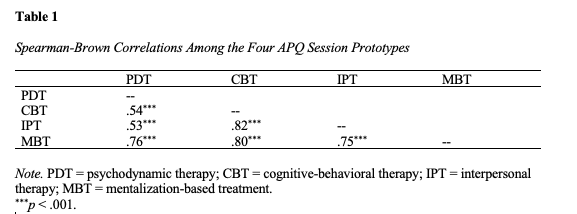 Table 1
Spearman-Brown Correlations Among the Four APQ Session Prototypes
PDT CBT IPT MBT
PDT --
CBT .54*** --
IPT .53*** .82*** --
MBT .76*** .80*** .75*** --
Note. PDT = psychodynamic therapy; CBT = cognitive-behavioral therapy; IPT = interpersonal
therapy; MBT = mentalization-based treatment.
***p < .001.